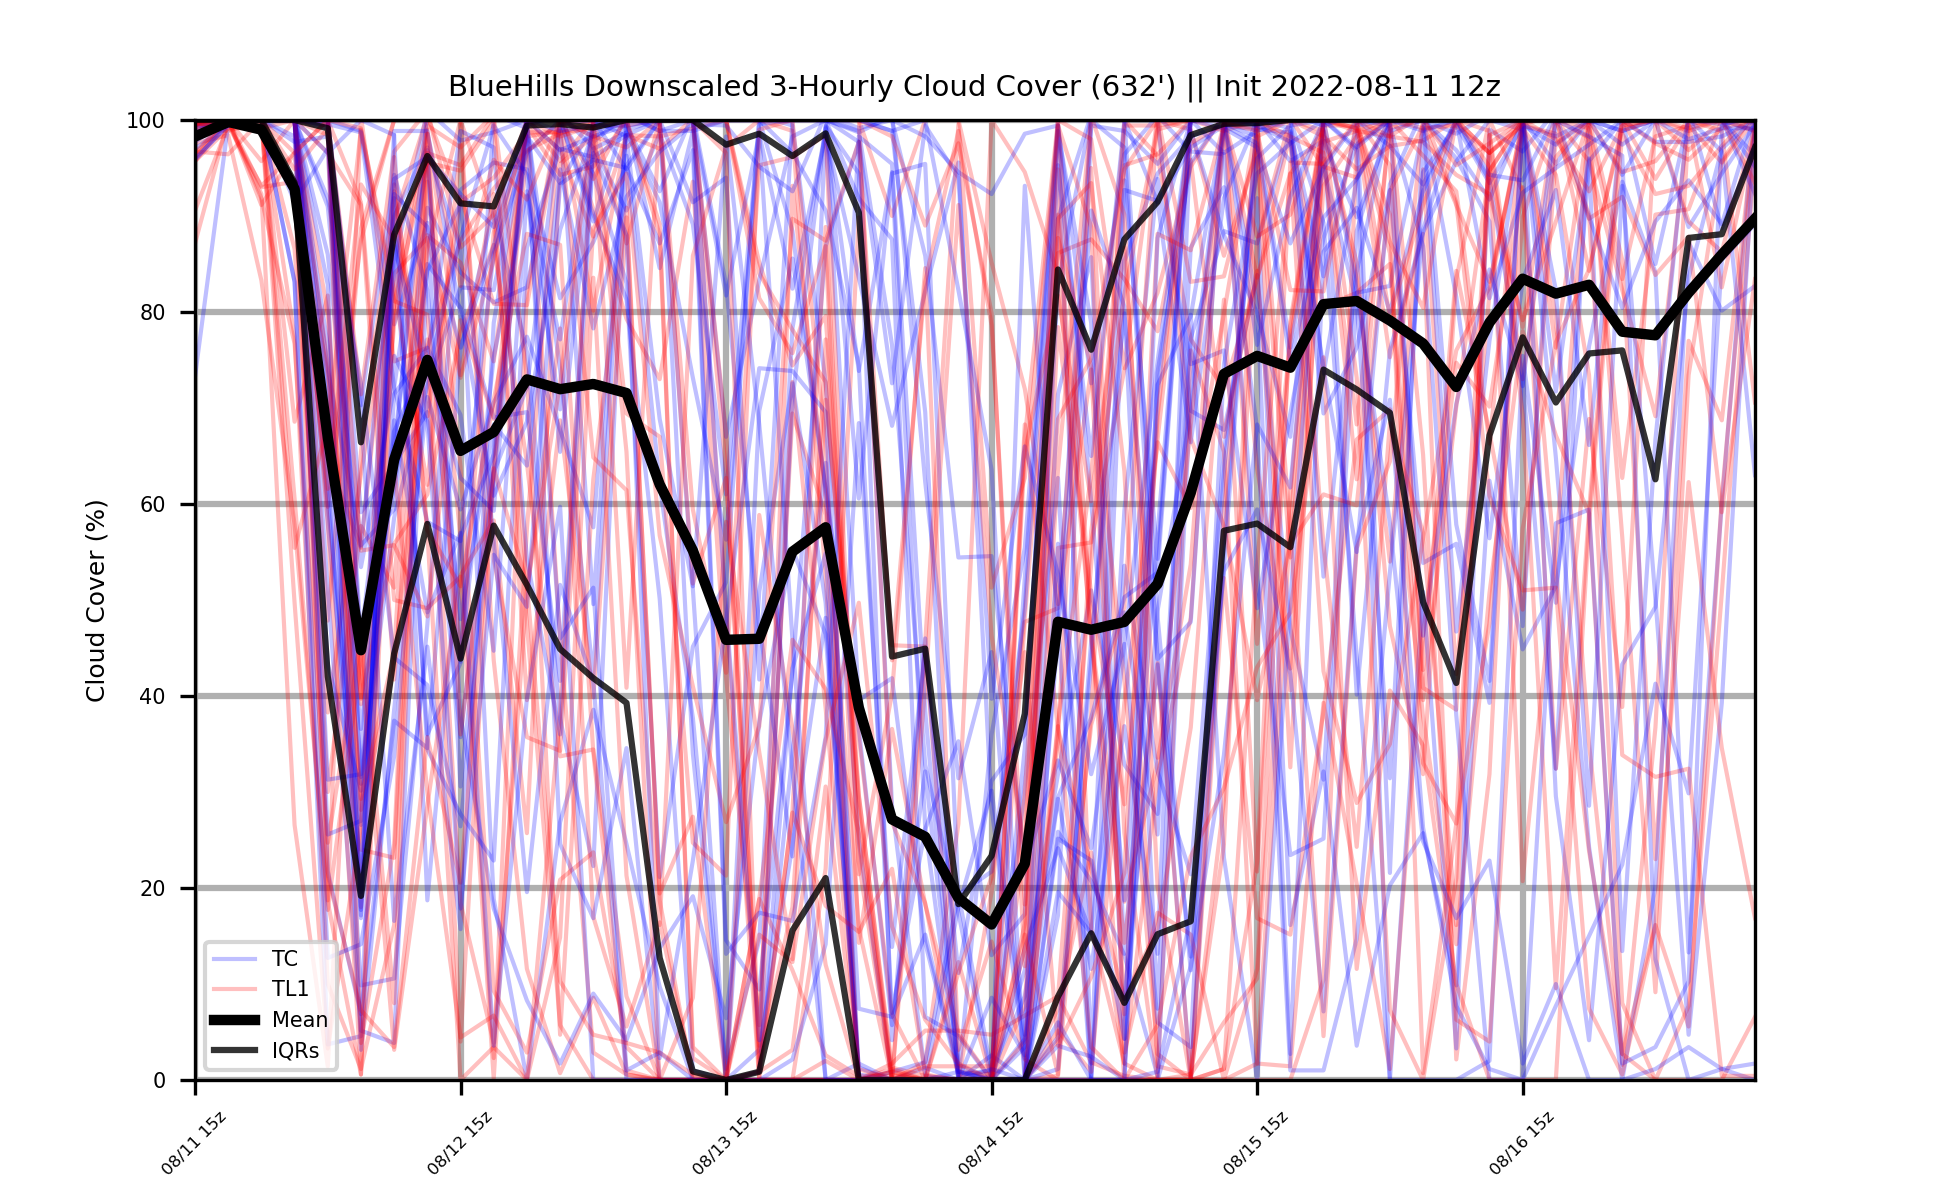 BlueHills Downscaled 3-Hourly Cloud Cover (632') || Init 2022-08-11 12z
Cloud Cover (%)
100
80
60
40
20
0
TC
TL1
Mean
IQRs
08/11 15z
08/12 15z
08/13 15z
08/14 15z
08/15 15z
08/16 15z